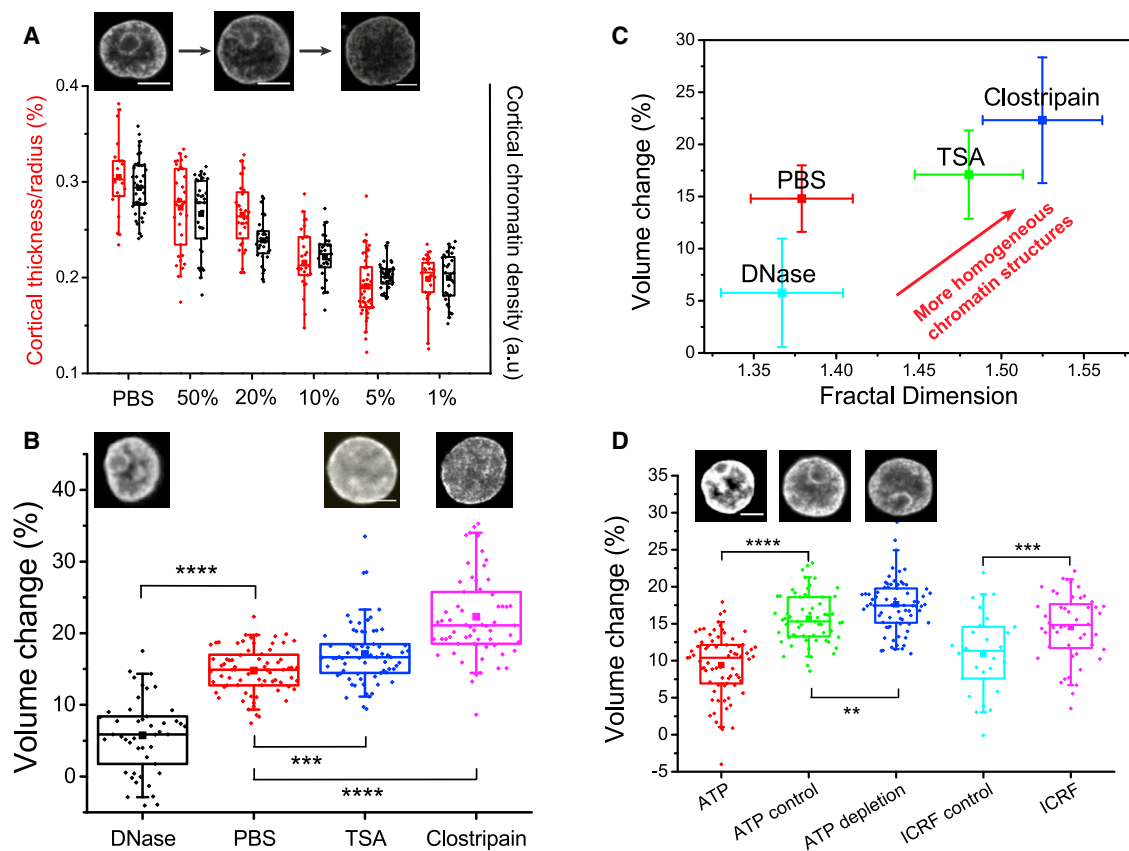 A
0.4
0.3
0.2
0.1
Cortical thickness/radius (%)
Cortical chromatin density (a.u)
PBS
50%
20%
10%
5%
1%
C
30
25
20
15
10
5
0
Volume change (%)
Clostripain
TSA
PBS
DNase
More homogeneous
chromatin structures
1.35
1.40
1.45
1.50
1.55
Fractal Dimension
B
40
30
20
10
0
Volume change (%)
****
***
****
DNase
PBS
TSA
Clostripain
D
35
30
25
20
15
10
5
0
-5
Volume change (%)
****
***
**
ATP
ATP control
ATP depletion
ICRF control
ICRF